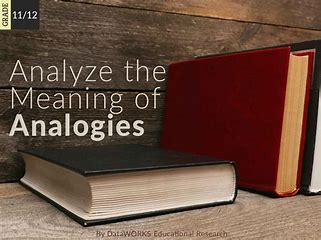 GRADE 11/12
Analyze the
Meaning of
Analogies
By DataWORKS Educational Research